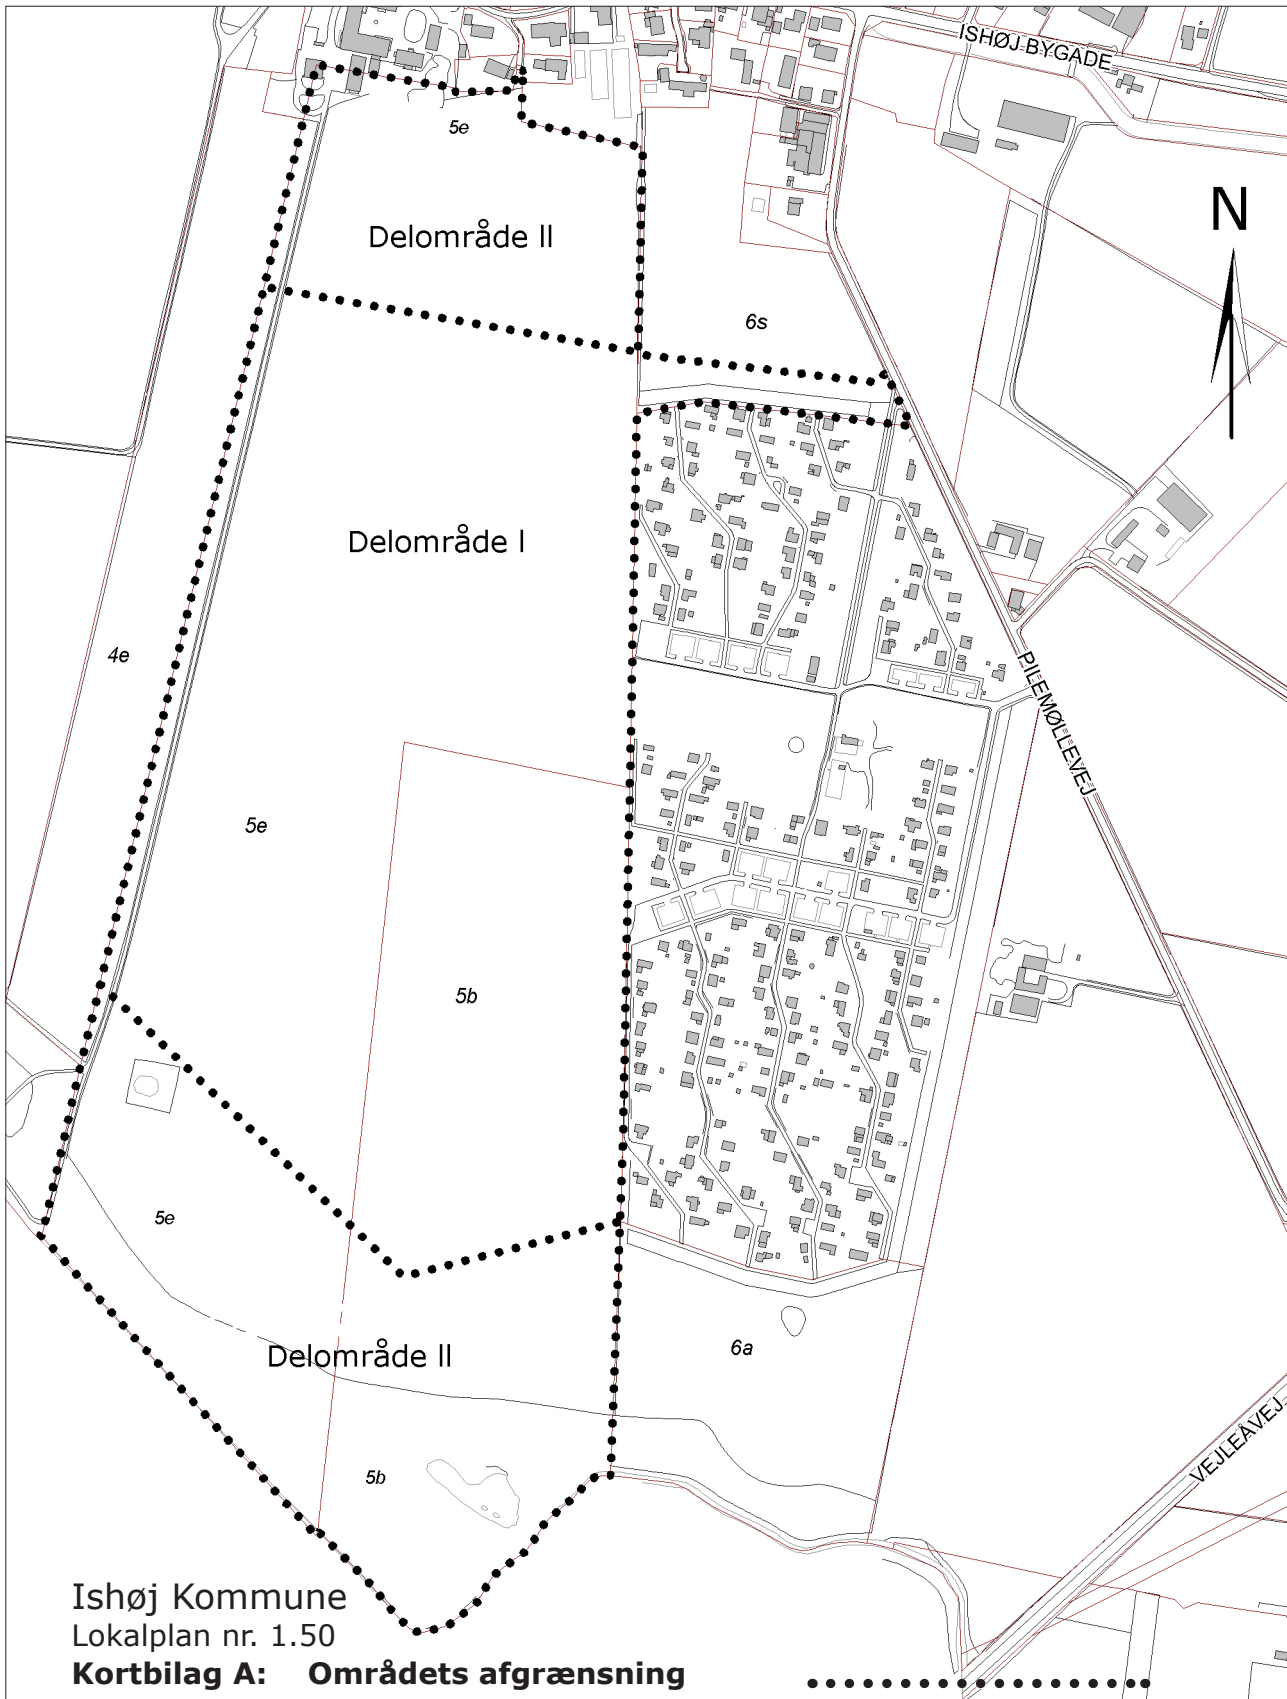 ISHØJ BYGADE
5e
N
Delområde II
6s
Delområde I
4e
PILEMØLLEVEJ
5e
5b
5e
6a
Delområde II
VEJLEÅVEJ
5b
Ishøj Kommune
Lokalplan nr. 1.50
Kortbilag A: Områdets afgrænsning